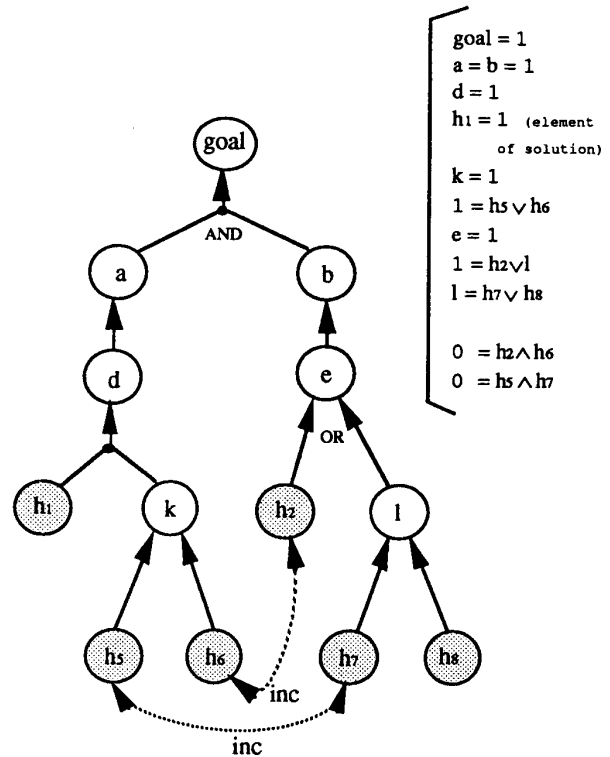 goal = 1
a = b = 1
d = 1
h1 = 1 (element
of solution)
k = 1
1 = h5 ∨ h6
e = 1
1 = h2 ∨ l
l = h7 ∨ h8
0 = h2 ∧ h6
0 = h5 ∧ h7
goal
AND
a
b
d
e
OR
h1
k
h2
l
h5
h6
h7
h8
inc
inc